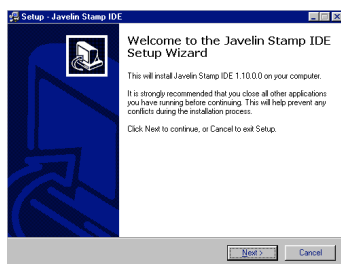 Setup - Javelin Stamp IDE
Welcome to the Javelin Stamp IDE
Setup Wizard
This will install Javelin Stamp IDE 1.10.0.0 on your computer.
It is strongly recommended that you close all other applications
you have running before continuing. This will help prevent any
conflicts during the installation process.
Click Next to continue, or Cancel to exit Setup.
Next >
Cancel